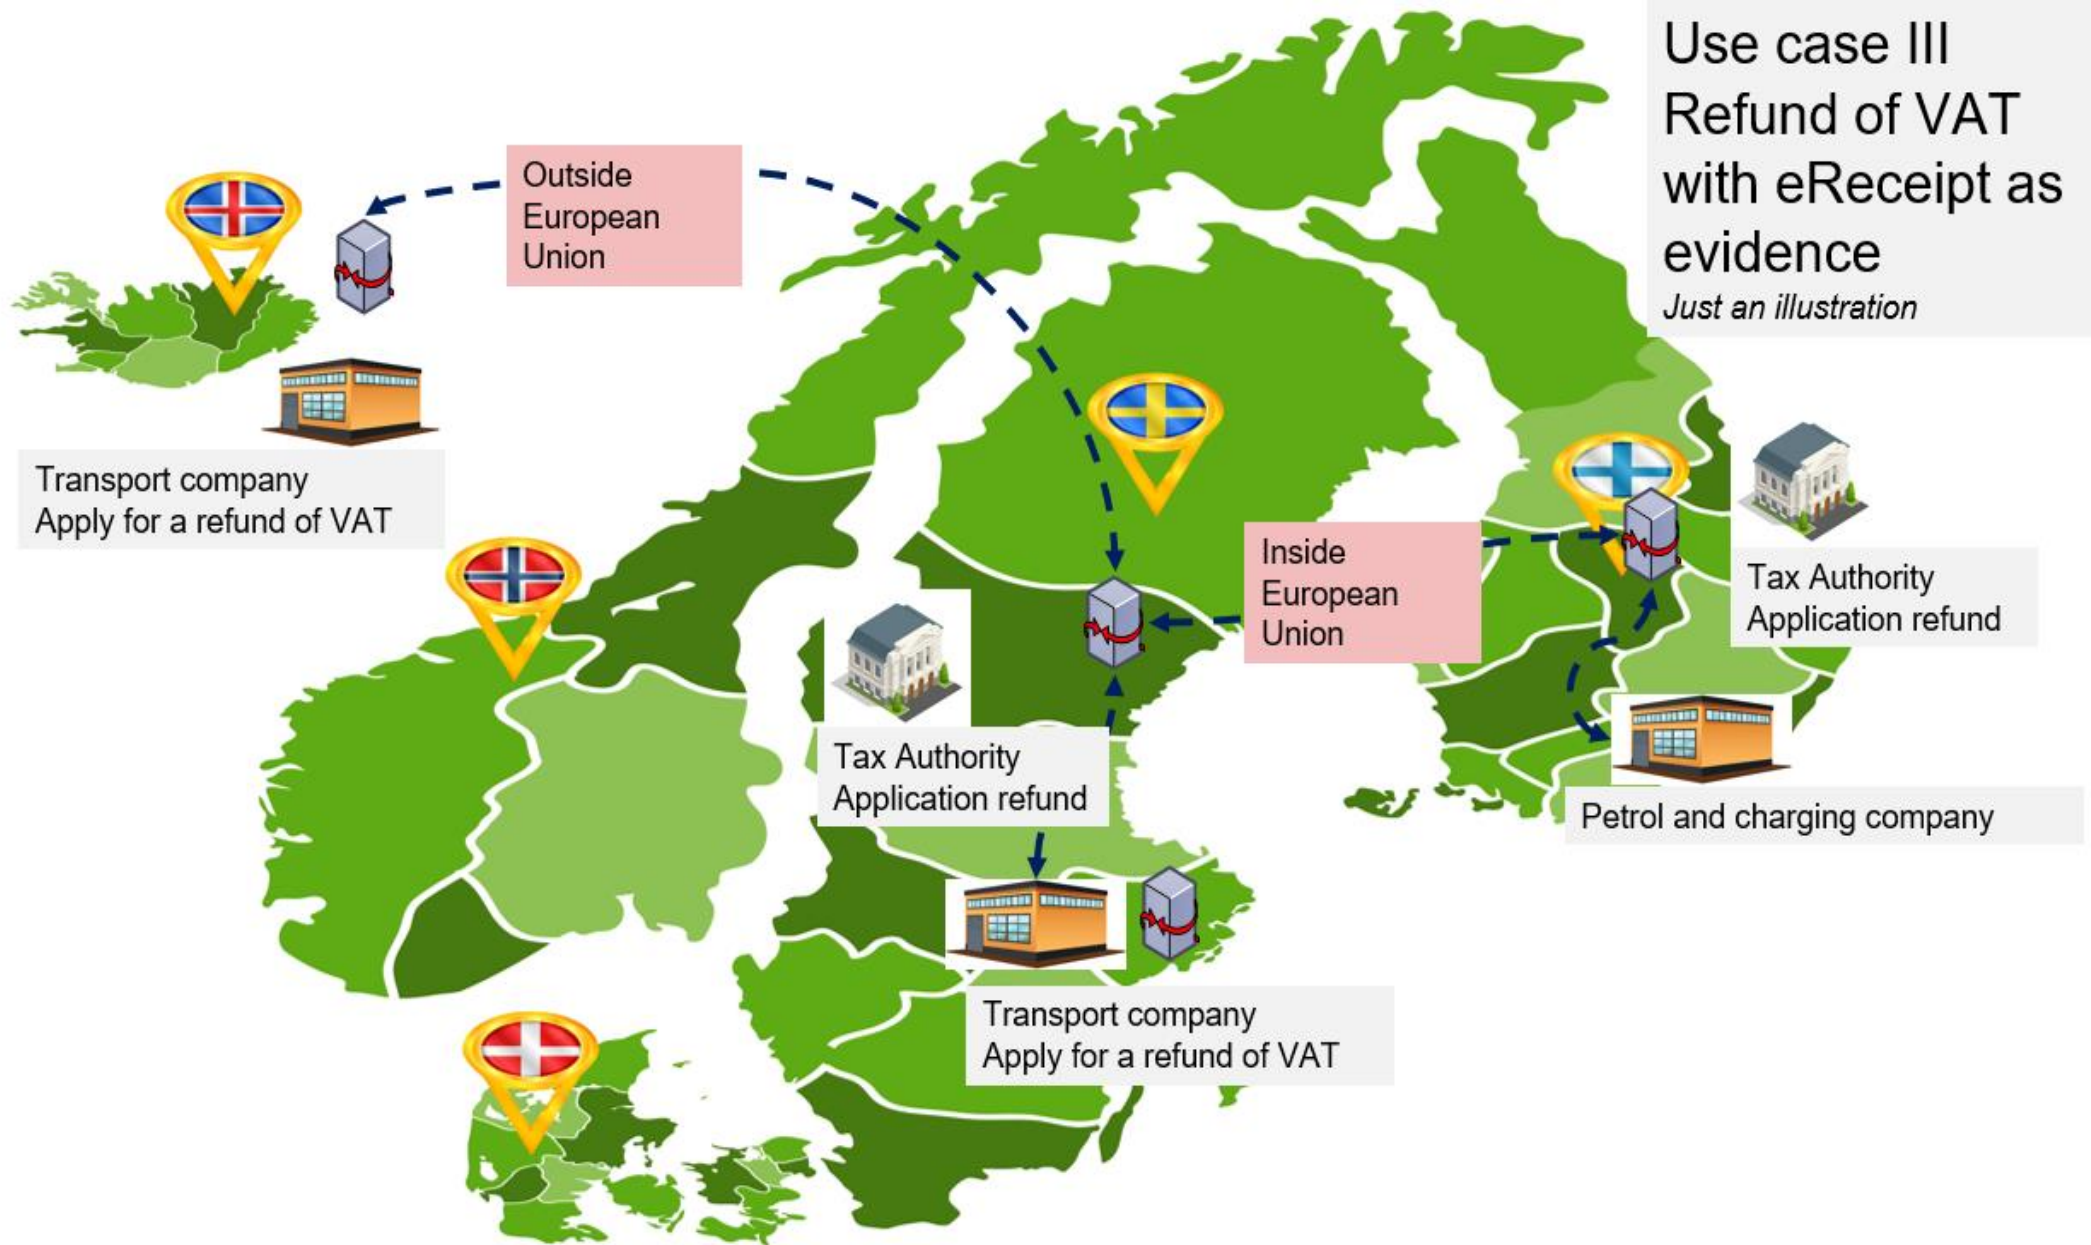 Use case III
Refund of VAT
with eReceipt as
evidence
Just an illustration
Outside
European
Union
Transport company
Apply for a refund of VAT
Inside
European
Union
Tax Authority
Application refund
Tax Authority
Application refund
Petrol and charging company
Transport company
Apply for a refund of VAT